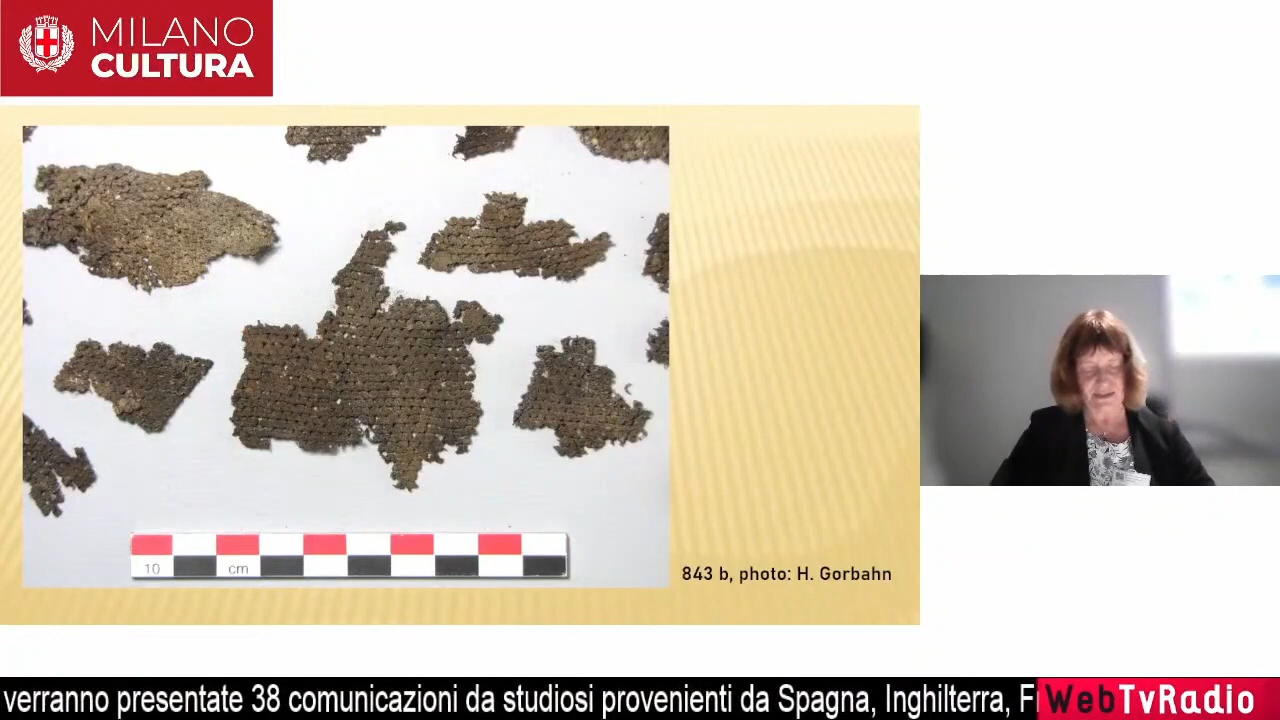 MILANO
CULTURA
10 cm
843 b, photo: H. Gorbahn
verranno presentate 38 comunicazioni da studiosi provenienti da Spagna, Inghilterra, F
WebTvRadio